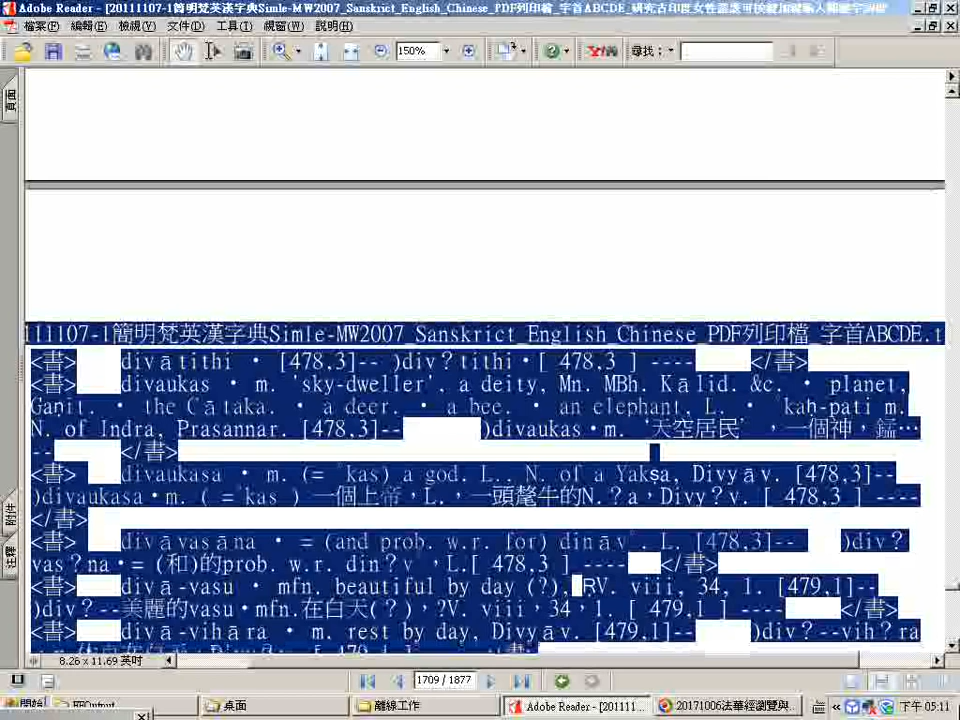 Adobe Reader - [20111107-1簡明梵英漢字典Simle-MW2007_Sanskrict_English_Chinese_PDF列印檔_字首ABCDE_研究古印度女性
檔案(F) 編輯(E) 檢視(V) 文件(D) 工具(T) 視窗(W) 說明(H)
150% 尋找：
頁面
111107-1簡明梵英漢字典Simle-MW2007_Sanskrict_English_Chinese_PDF列印檔_字首ABCDE.t
<書> divātithi · [478,3]-- )div?tithi·[ 478,3 ] ---- </書>
<書> divaukas · m. 'sky-dweller', a deity, Mn. MBh. Kālid. &c. · planet,
Gaṇit. · the Cātaka. · a deer. · a bee. · an elephant, L. · °kaḥ-pati m.
N. of Indra, Prasannar. [478,3]-- )divaukas·m. ‘天空居民’，一個神，錳…
-- </書>
<書> divaukasa · m. (= °kas) a god. L.. N. of a Yakṣa, Divyāv. [478,3]--
)divaukasa·m. ( = °kas ) 一個上帝，L.，一頭氂牛的N.?a，Divy?v. [ 478,3 ] ----
</書>
<書> divāvasāna · = (and prob. w.r. for) dināv°. L. [478,3]-- )div?
vas?na·= (和)的prob. w.r. din?v °. L.[ 478,3 ] ---- </書>
<書> divā-vasu · mfn. beautiful by day (?), RV. viii, 34, 1. [479,1]--
)div?--美麗的vasu·mfn.在白天(?)，?V. viii，34，1. [ 479,1 ] ---- </書>
<書> divā-vihāra · m. rest by day, Divyāv. [479,1]-- )div?--vih?ra
附件
注釋
8.26 x 11.69 英吋
1709 / 1877
開始 桌面 離線工作 Adobe Reader - [201111... 20171006法華經瀏覽與... 下午 05:11